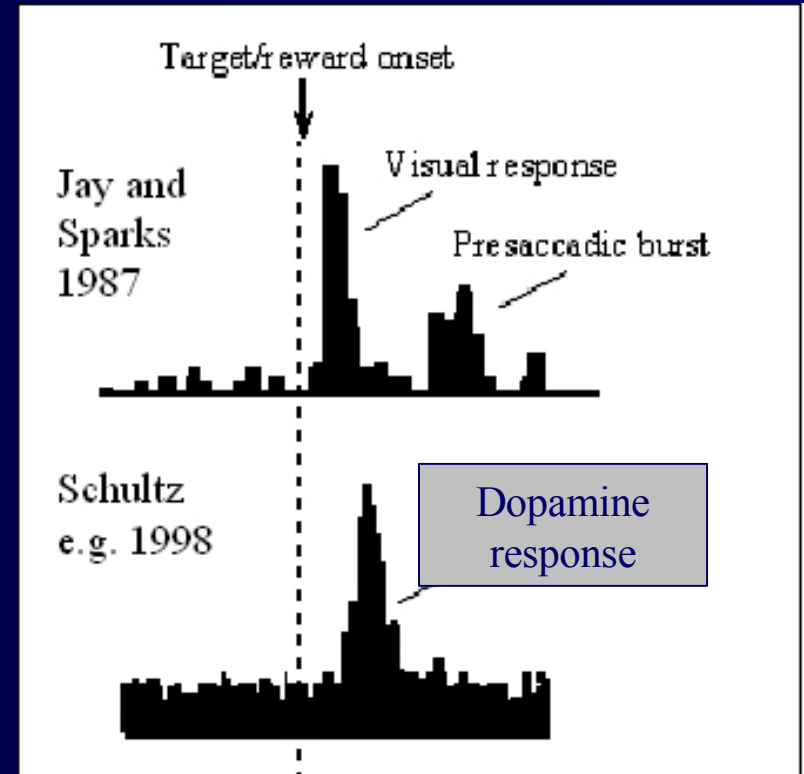 Target/reward onset
Jay and
Sparks
1987
Visual response
Presaccadic burst
Schultz
e.g. 1998
Dopamine
response